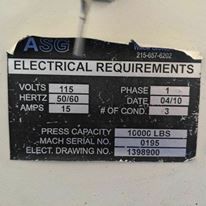 ASG
215-657-6202
ELECTRICAL REQUIREMENTS
VOLTS 115 PHASE 1
HERTZ 50/60 DATE 04/10
AMPS 15 # OF COND 3
PRESS CAPACITY 10000 LBS
MACH SERIAL NO. 0195
ELECT. DRAWING NO. 1398900